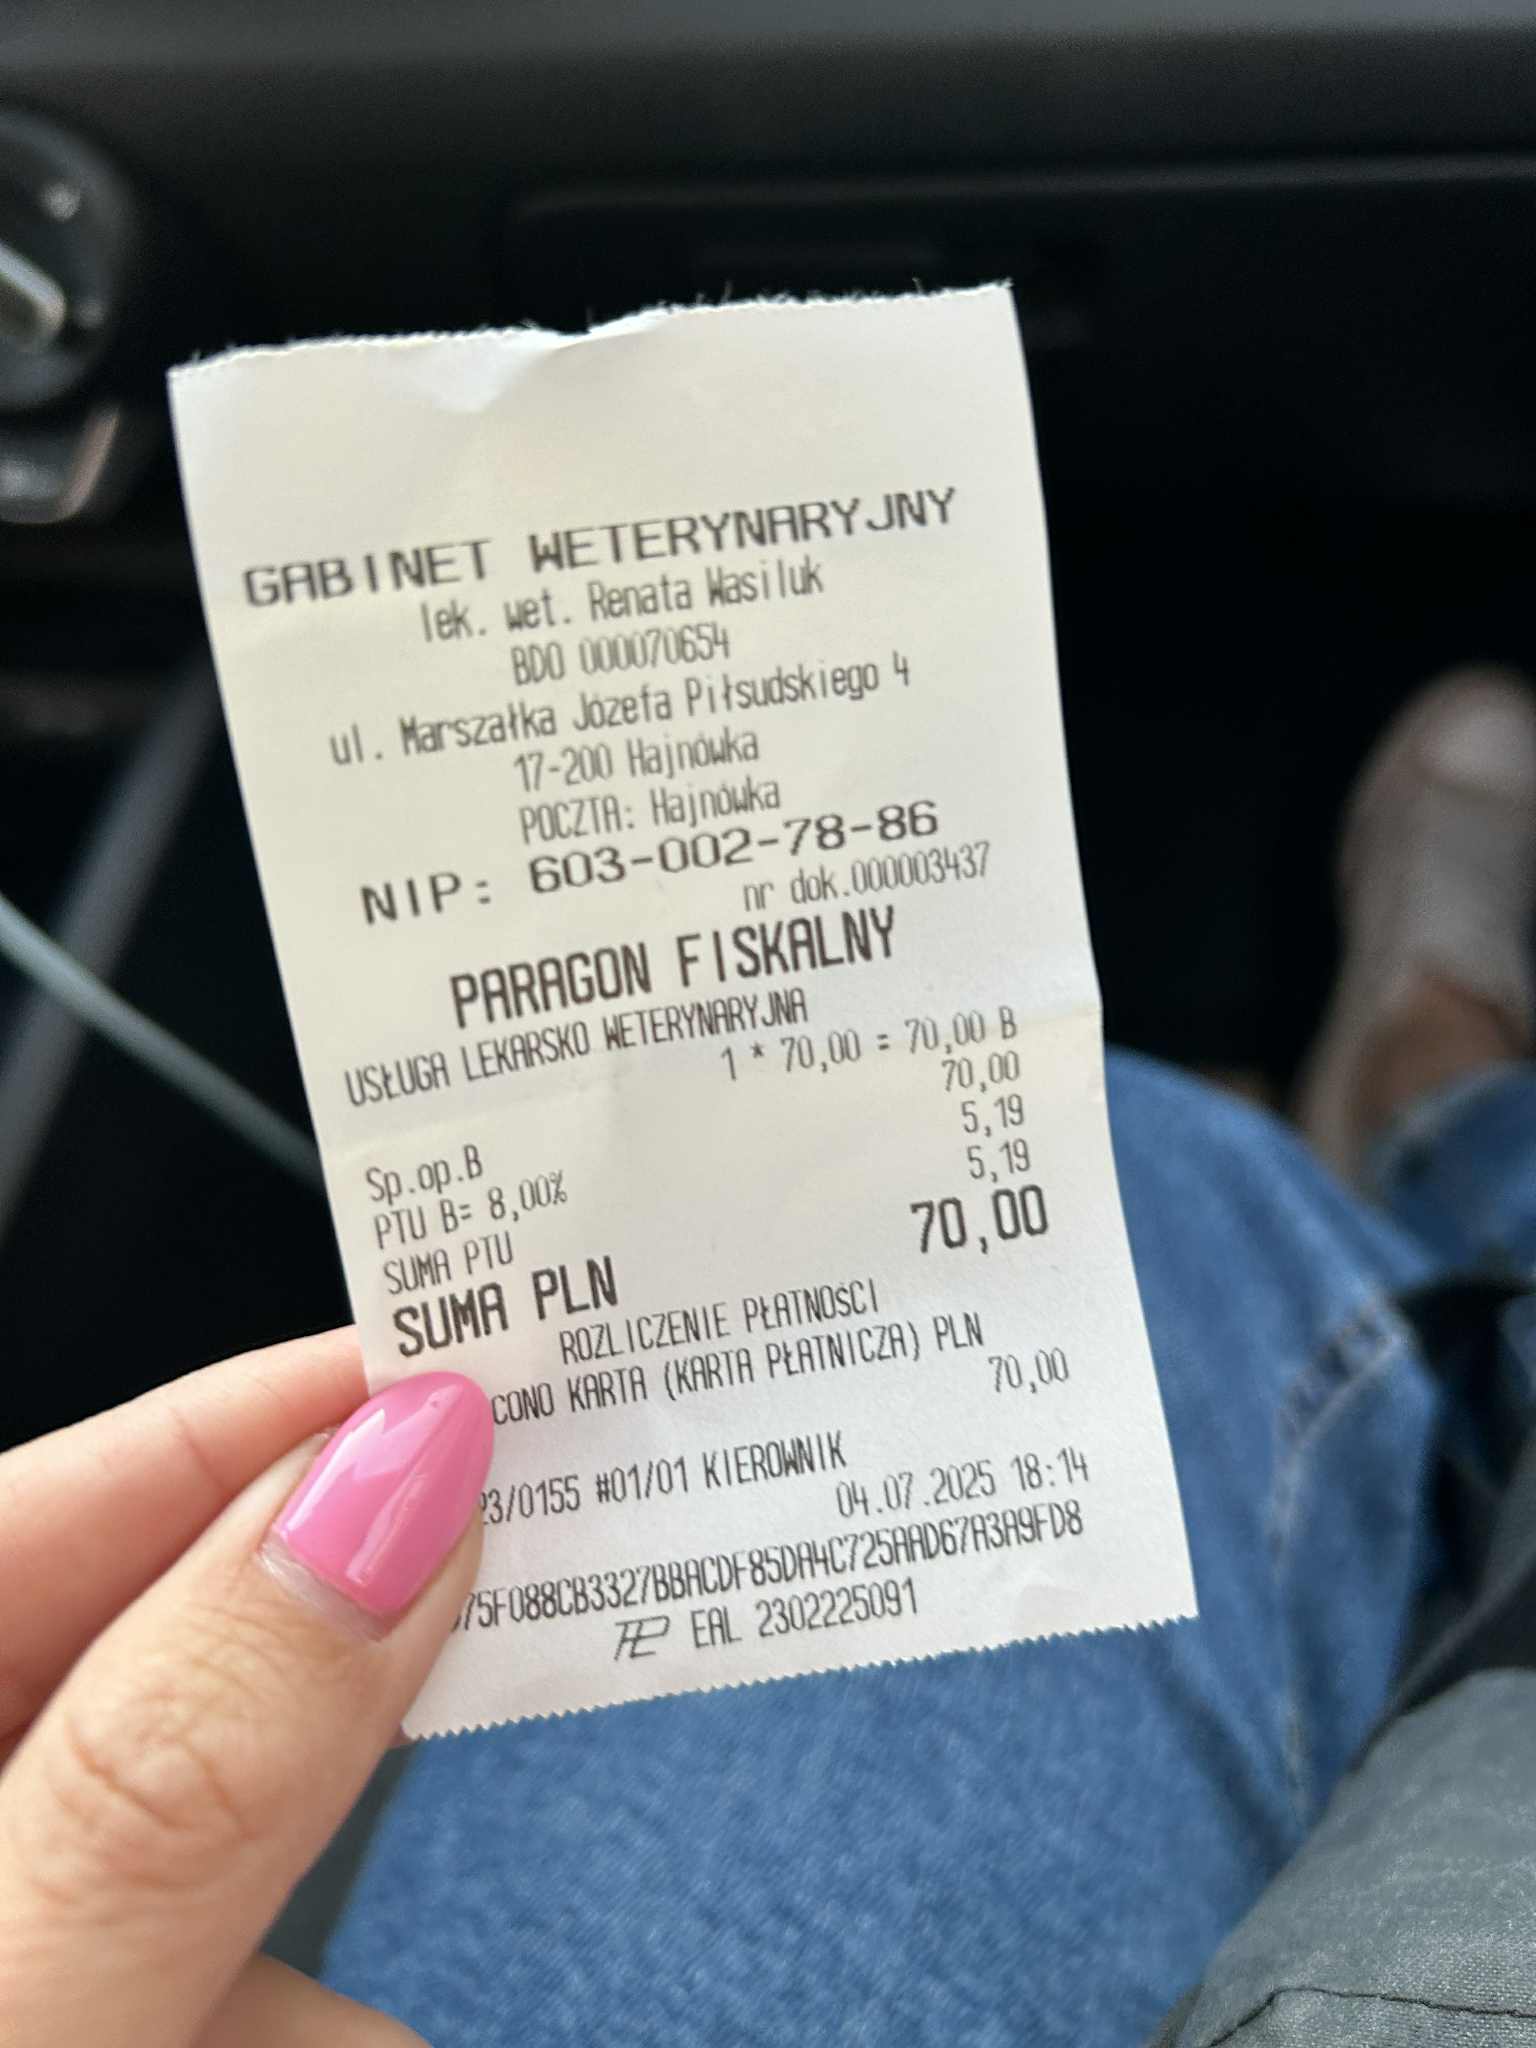 GABINET WETERYNARYJNY
lek. wet. Renata Wasiluk
BDO 000070654
ul. Marszałka Józefa Piłsudskiego 4
17-200 Hajnówka
POCZTA: Hajnówka
NIP: 603-002-78-86
nr dok.000003437
PARAGON FISKALNY
USŁUGA LEKARSKO WETERYNARYJNA
1 * 70,00 = 70,00 B
Sp.op.B 70,00
PTU B= 8,00% 5,19
SUMA PTU 5,19
SUMA PLN 70,00
ROZLICZENIE PŁATNOŚCI
CONO KARTA (KARTA PŁATNICZA) PLN
70,00
23/0155 #01/01 KIEROWNIK
04.07.2025 18:14
75F088CB3327BBACDF85DA4C725AAD67A3A9FD8
EAL 2302225091